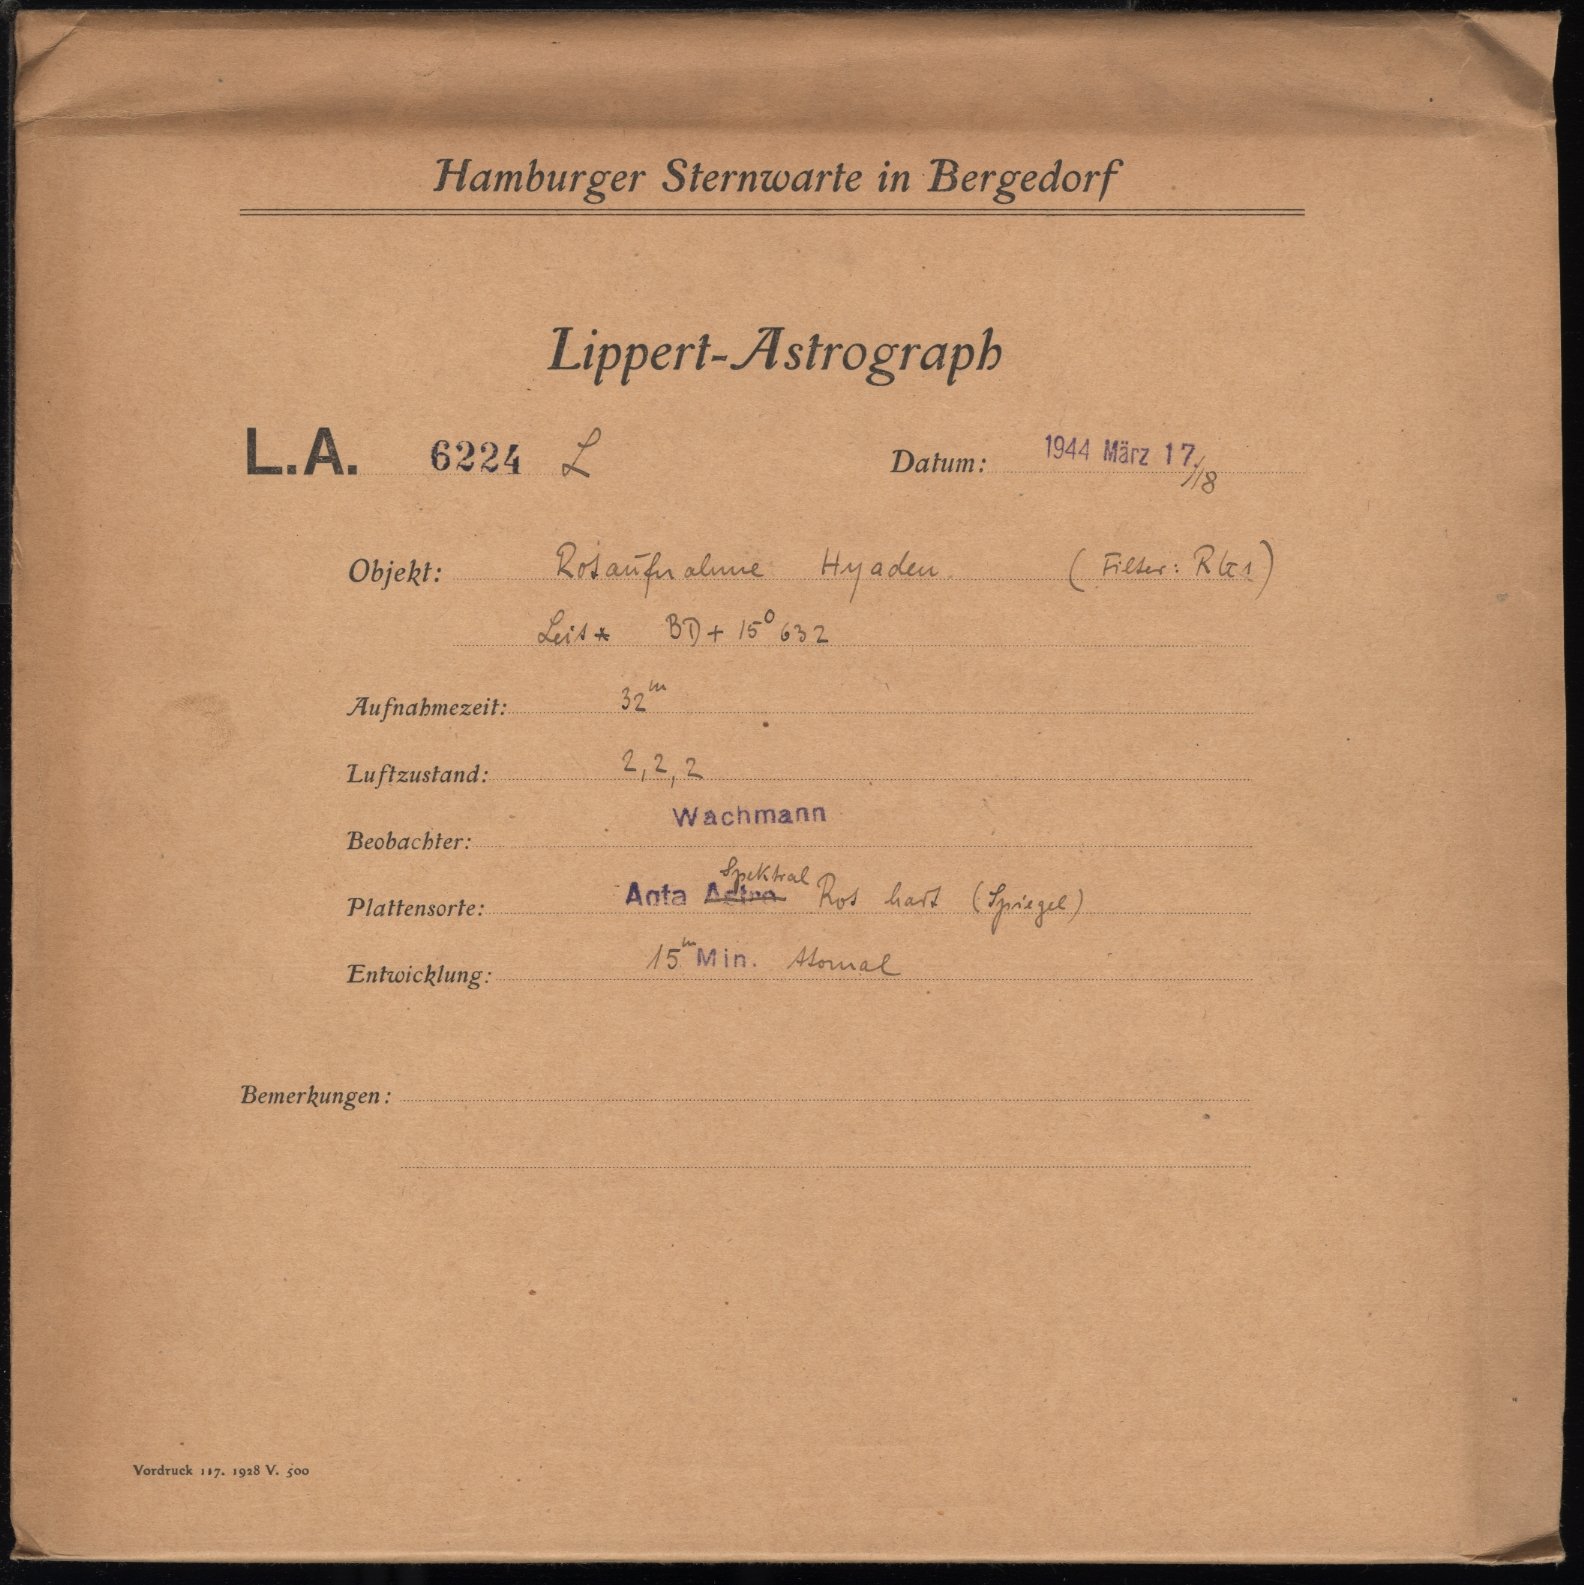 Hamburger Sternwarte in Bergedorf
Lippert-Astrograph
L.A. 6224 L Datum: 1944 März 17./18
Objekt: Rotaufnahme Hyaden (Filter: RG1)
Leit* BD + 15° 632
Aufnahmezeit: 32m
Luftzustand: 2, 2, 2
Wachmann
Beobachter:
Spektral
Plattensorte: Agfa Astro Rot hart (Spiegel)
Entwicklung: 15m Min. Atomal
Bemerkungen:
Vordruck 117. 1928 V. 500